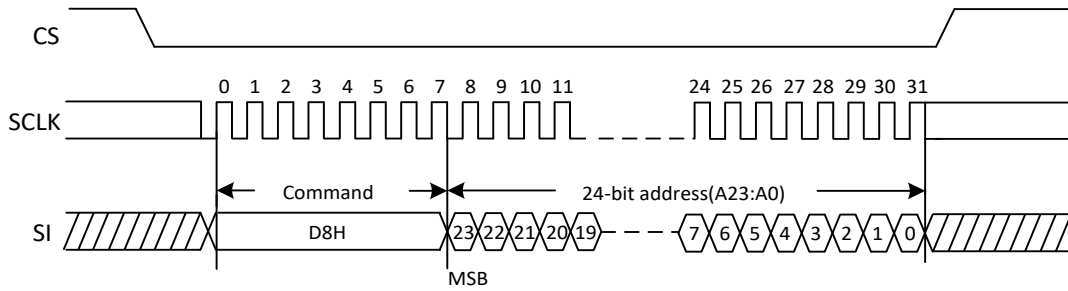 CS
0 1 2 3 4 5 6 7 8 9 10 11 24 25 26 27 28 29 30 31
SCLK
Command 24-bit address(A23:A0)
SI D8H 23 22 21 20 19 7 6 5 4 3 2 1 0
MSB